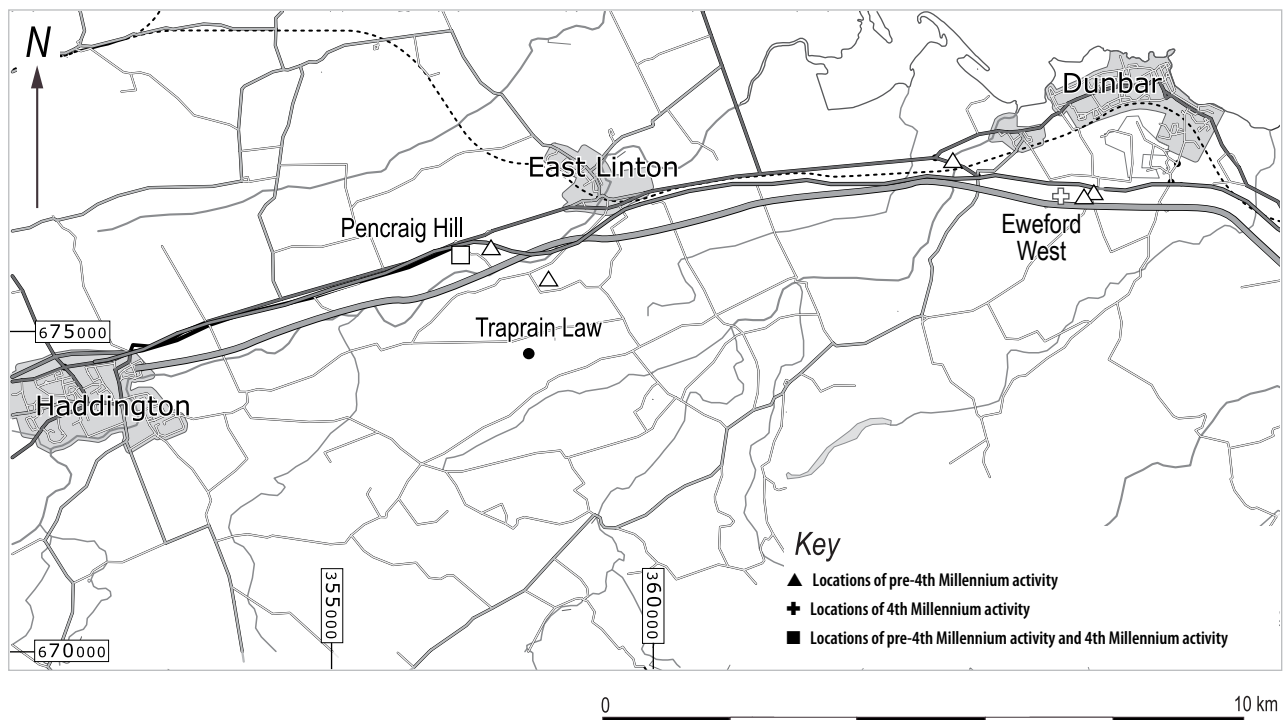 N
Dunbar
East Linton
Pencraig Hill
Eweford
West
675000
Traprain Law
Haddington
Key
Locations of pre-4th Millennium activity
Locations of 4th Millennium activity
Locations of pre-4th Millennium activity and 4th Millennium activity
355000
360000
670000
0
10 km